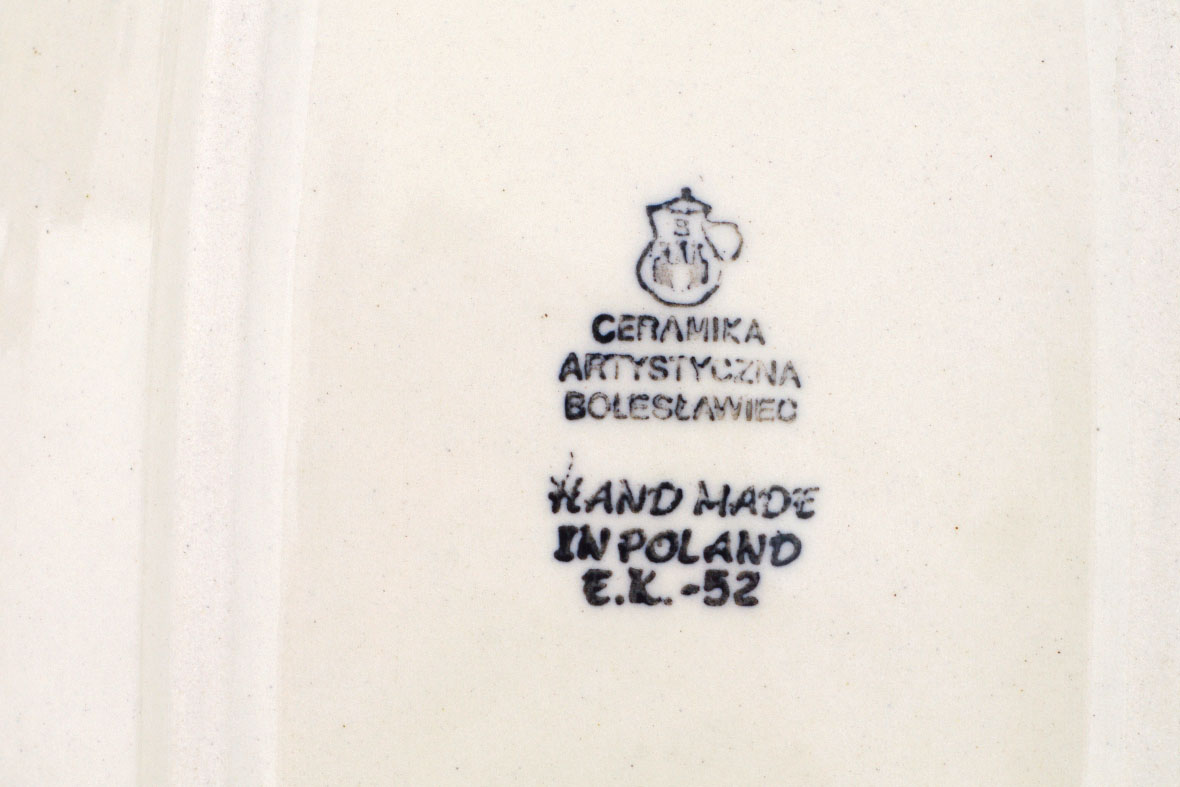 CERAMIKA
ARTYSTYCZNA
BOLESŁAWIEC
HAND MADE
IN POLAND
E.K.-52